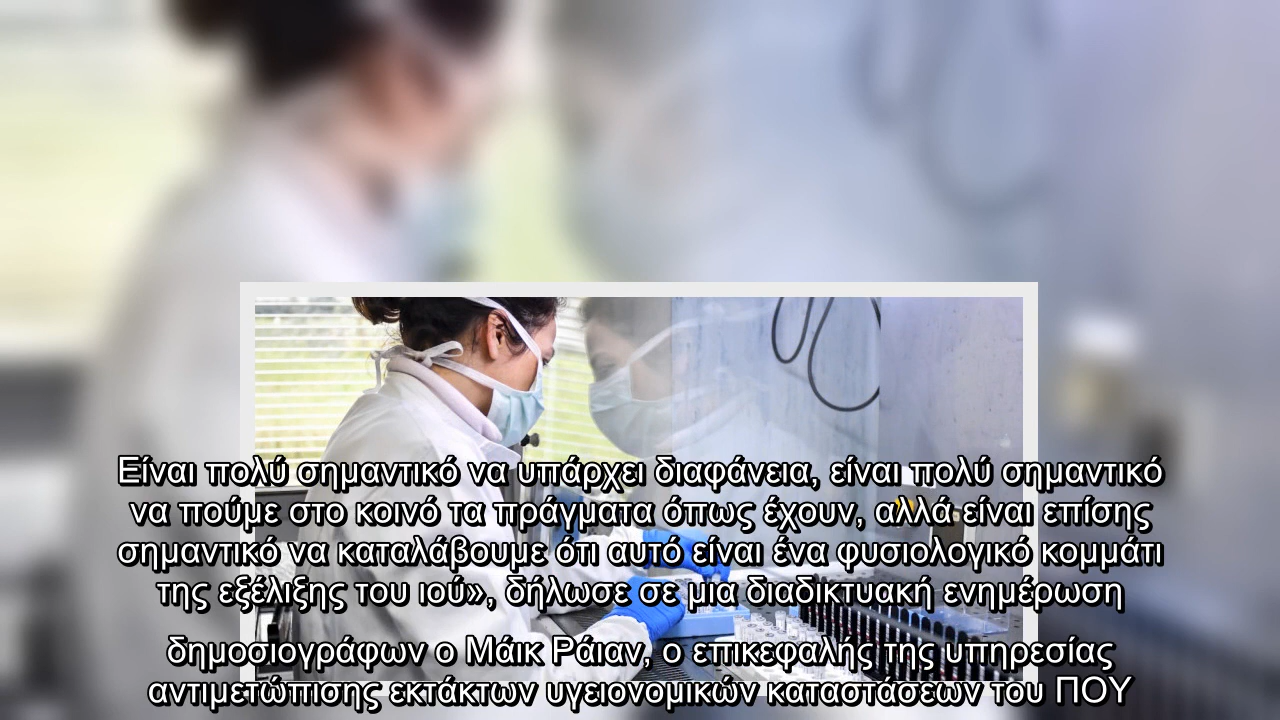 Είναι πολύ σημαντικό να υπάρχει διαφάνεια, είναι πολύ σημαντικό
να πούμε στο κοινό τα πράγματα όπως έχουν, αλλά είναι επίσης
σημαντικό να καταλάβουμε ότι αυτό είναι ένα φυσιολογικό κομμάτι
της εξέλιξης του ιού», δήλωσε σε μια διαδικτυακή ενημέρωση
δημοσιογράφων ο Μάικ Ράιαν, ο επικεφαλής της υπηρεσίας
αντιμετώπισης εκτάκτων υγειονομικών καταστάσεων του ΠΟΥ